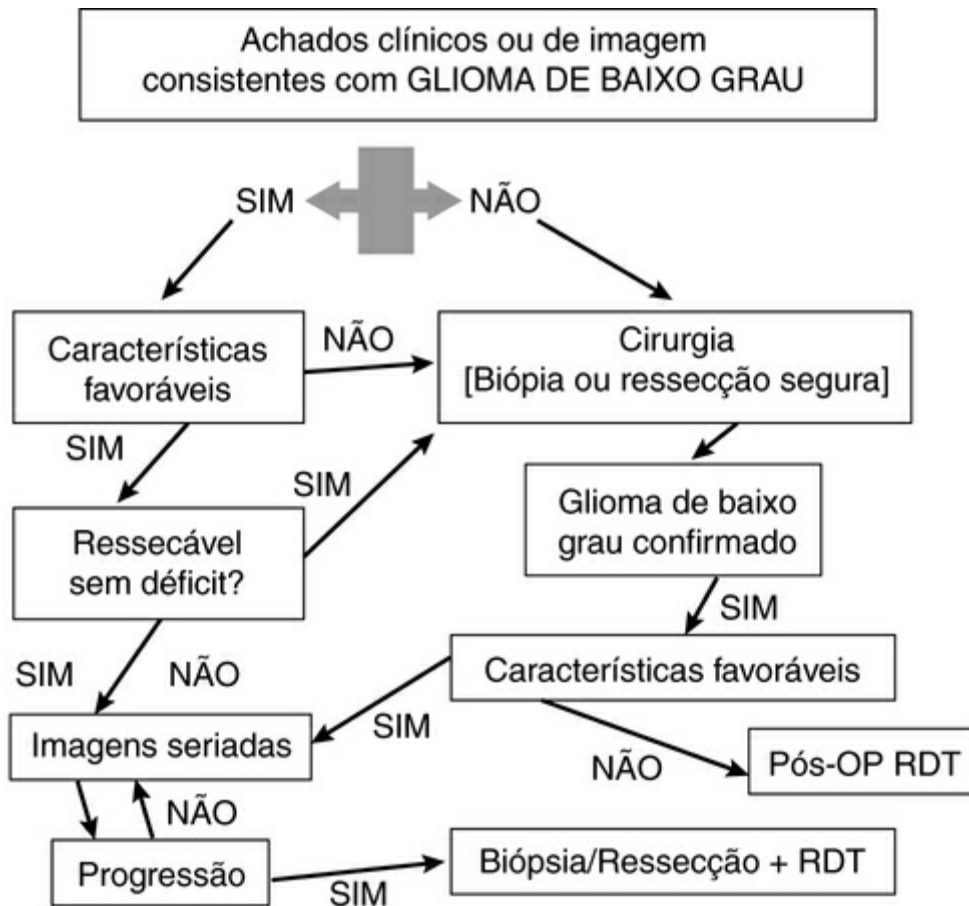 Achados clínicos ou de imagem
consistentes com GLIOMA DE BAIXO GRAU
SIM
NÃO
Características
favoráveis
NÃO
Cirurgia
[Biópia ou ressecção segura]
SIM
SIM
Ressecável
sem déficit?
Glioma de baixo
grau confirmado
SIM
SIM
NÃO
Características favoráveis
Imagens seriadas
SIM
NÃO
Pós-OP RDT
NÃO
Progressão
SIM
Biópsia/Ressecção + RDT